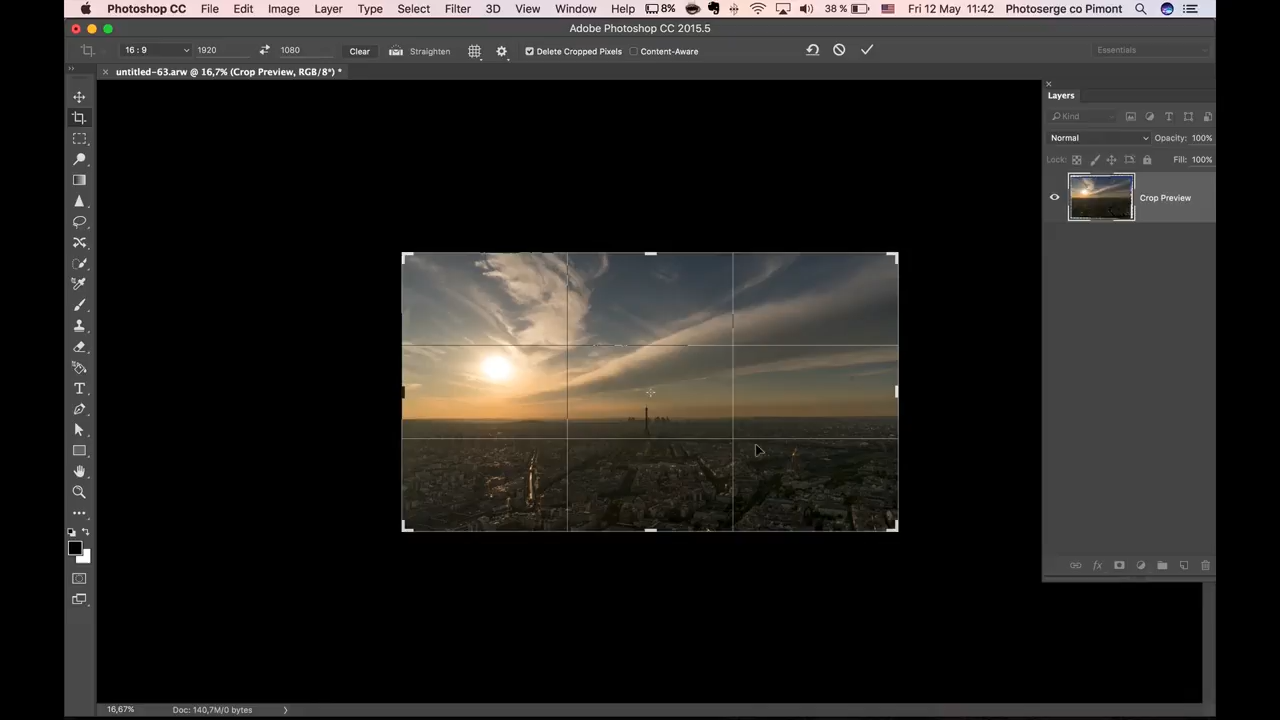 Photoshop CC File Edit Image Layer Type Select Filter 3D View Window Help 8% 38 % Fri 12 May 11:42 Photoserge co Pimont
Adobe Photoshop CC 2015.5
16 : 9 1920 1080 Clear Straighten Delete Cropped Pixels Content-Aware Essentials
untitled-63.arw @ 16,7% (Crop Preview, RGB/8*) *
Layers
Kind
Normal Opacity: 100%
Lock: Fill: 100%
Crop Preview
16,67% Doc: 140,7M/0 bytes